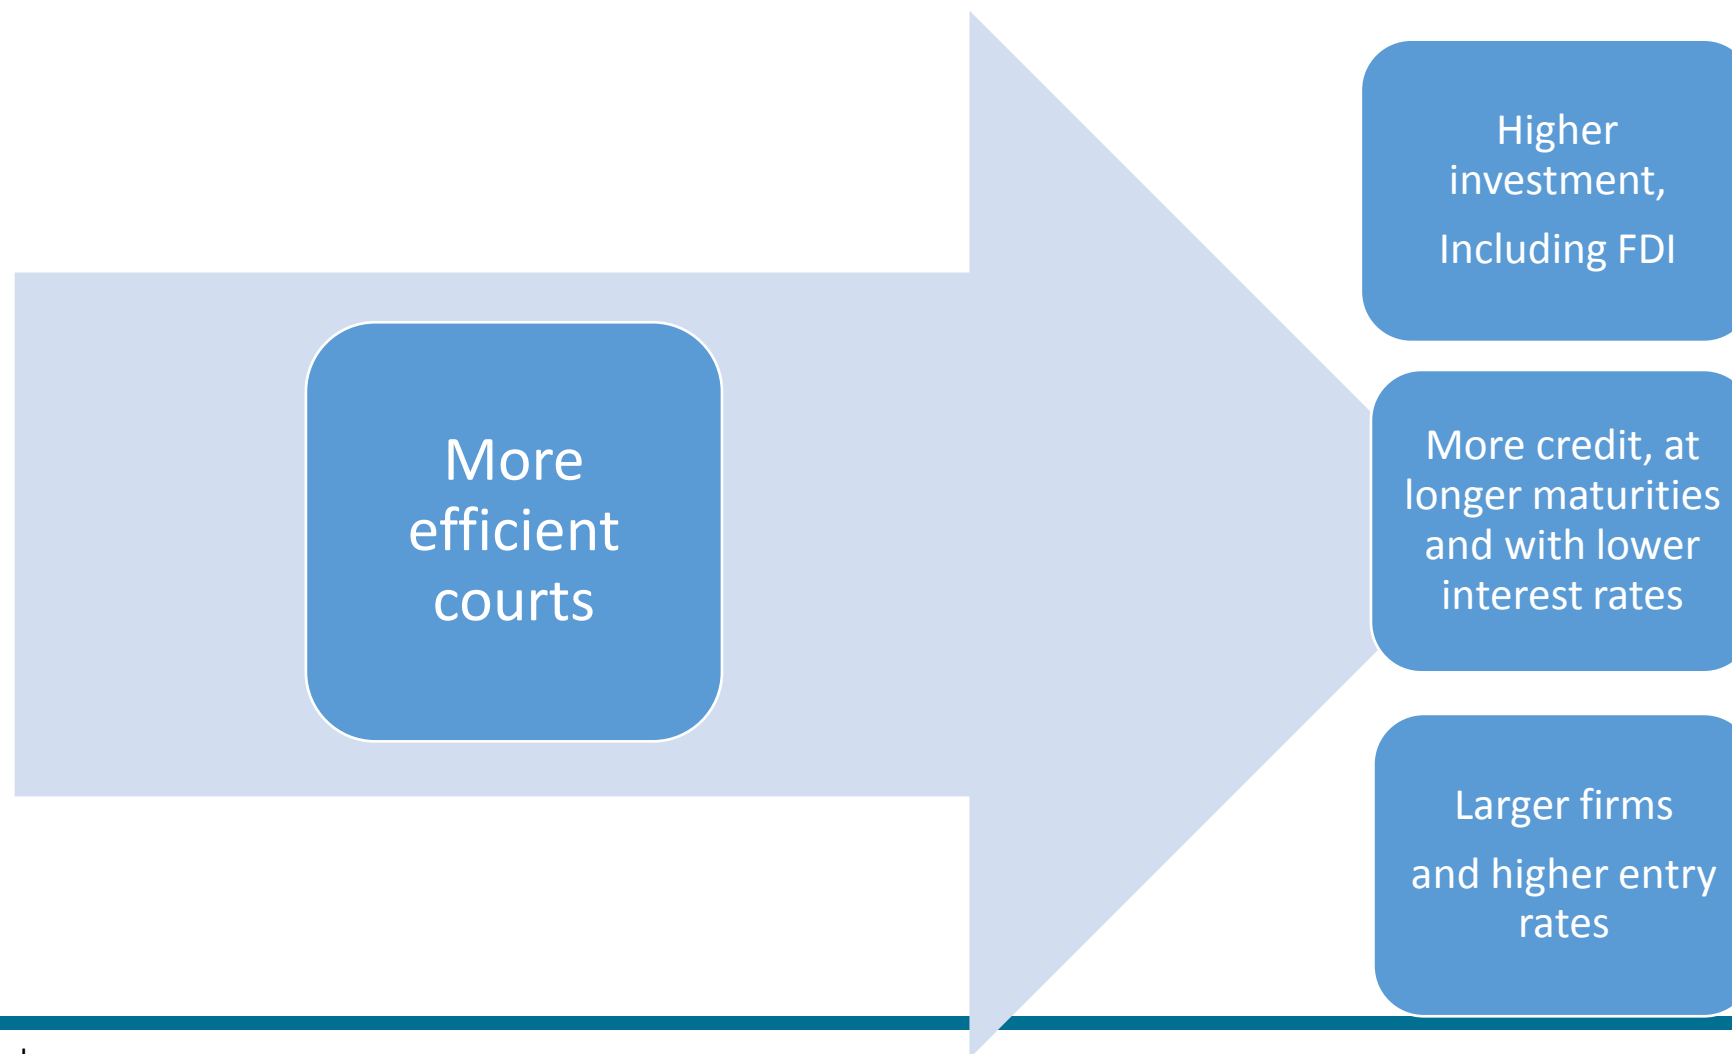 More
efficient
courts
Higher
investment,
Including FDI
More credit, at
longer maturities
and with lower
interest rates
Larger firms
and higher entry
rates